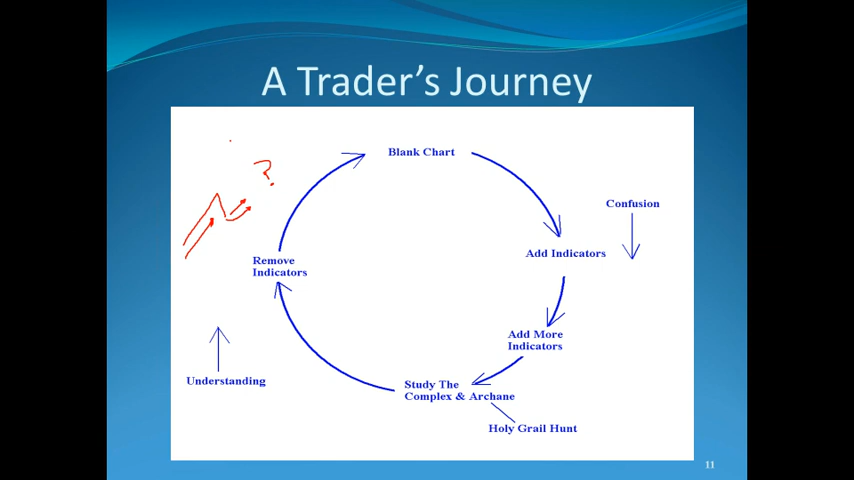 A Trader's Journey
Blank Chart
?
Confusion
Add Indicators
Remove
Indicators
Add More
Indicators
Understanding
Study The
Complex & Archane
Holy Grail Hunt
11